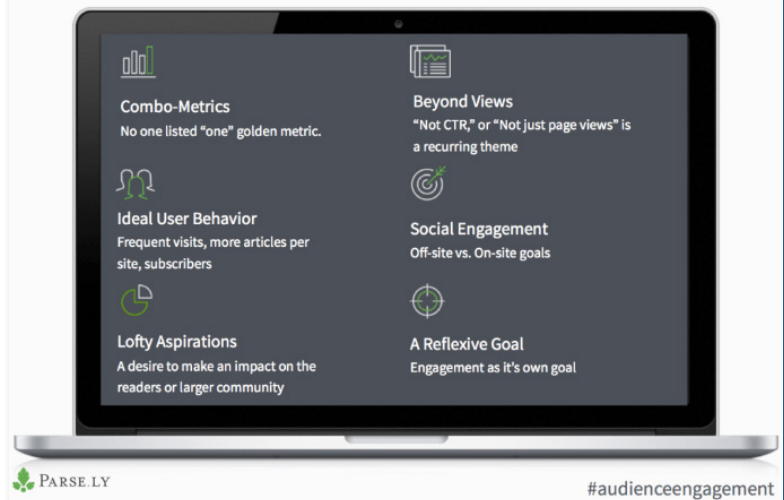 Combo-Metrics
No one listed “one” golden metric.
Ideal User Behavior
Frequent visits, more articles per
site, subscribers
Lofty Aspirations
A desire to make an impact on the
readers or larger community
Beyond Views
“Not CTR,” or “Not just page views” is
a recurring theme
Social Engagement
Off-site vs. On-site goals
A Reflexive Goal
Engagement as it's own goal
PARSE.LY
#audienceengagement